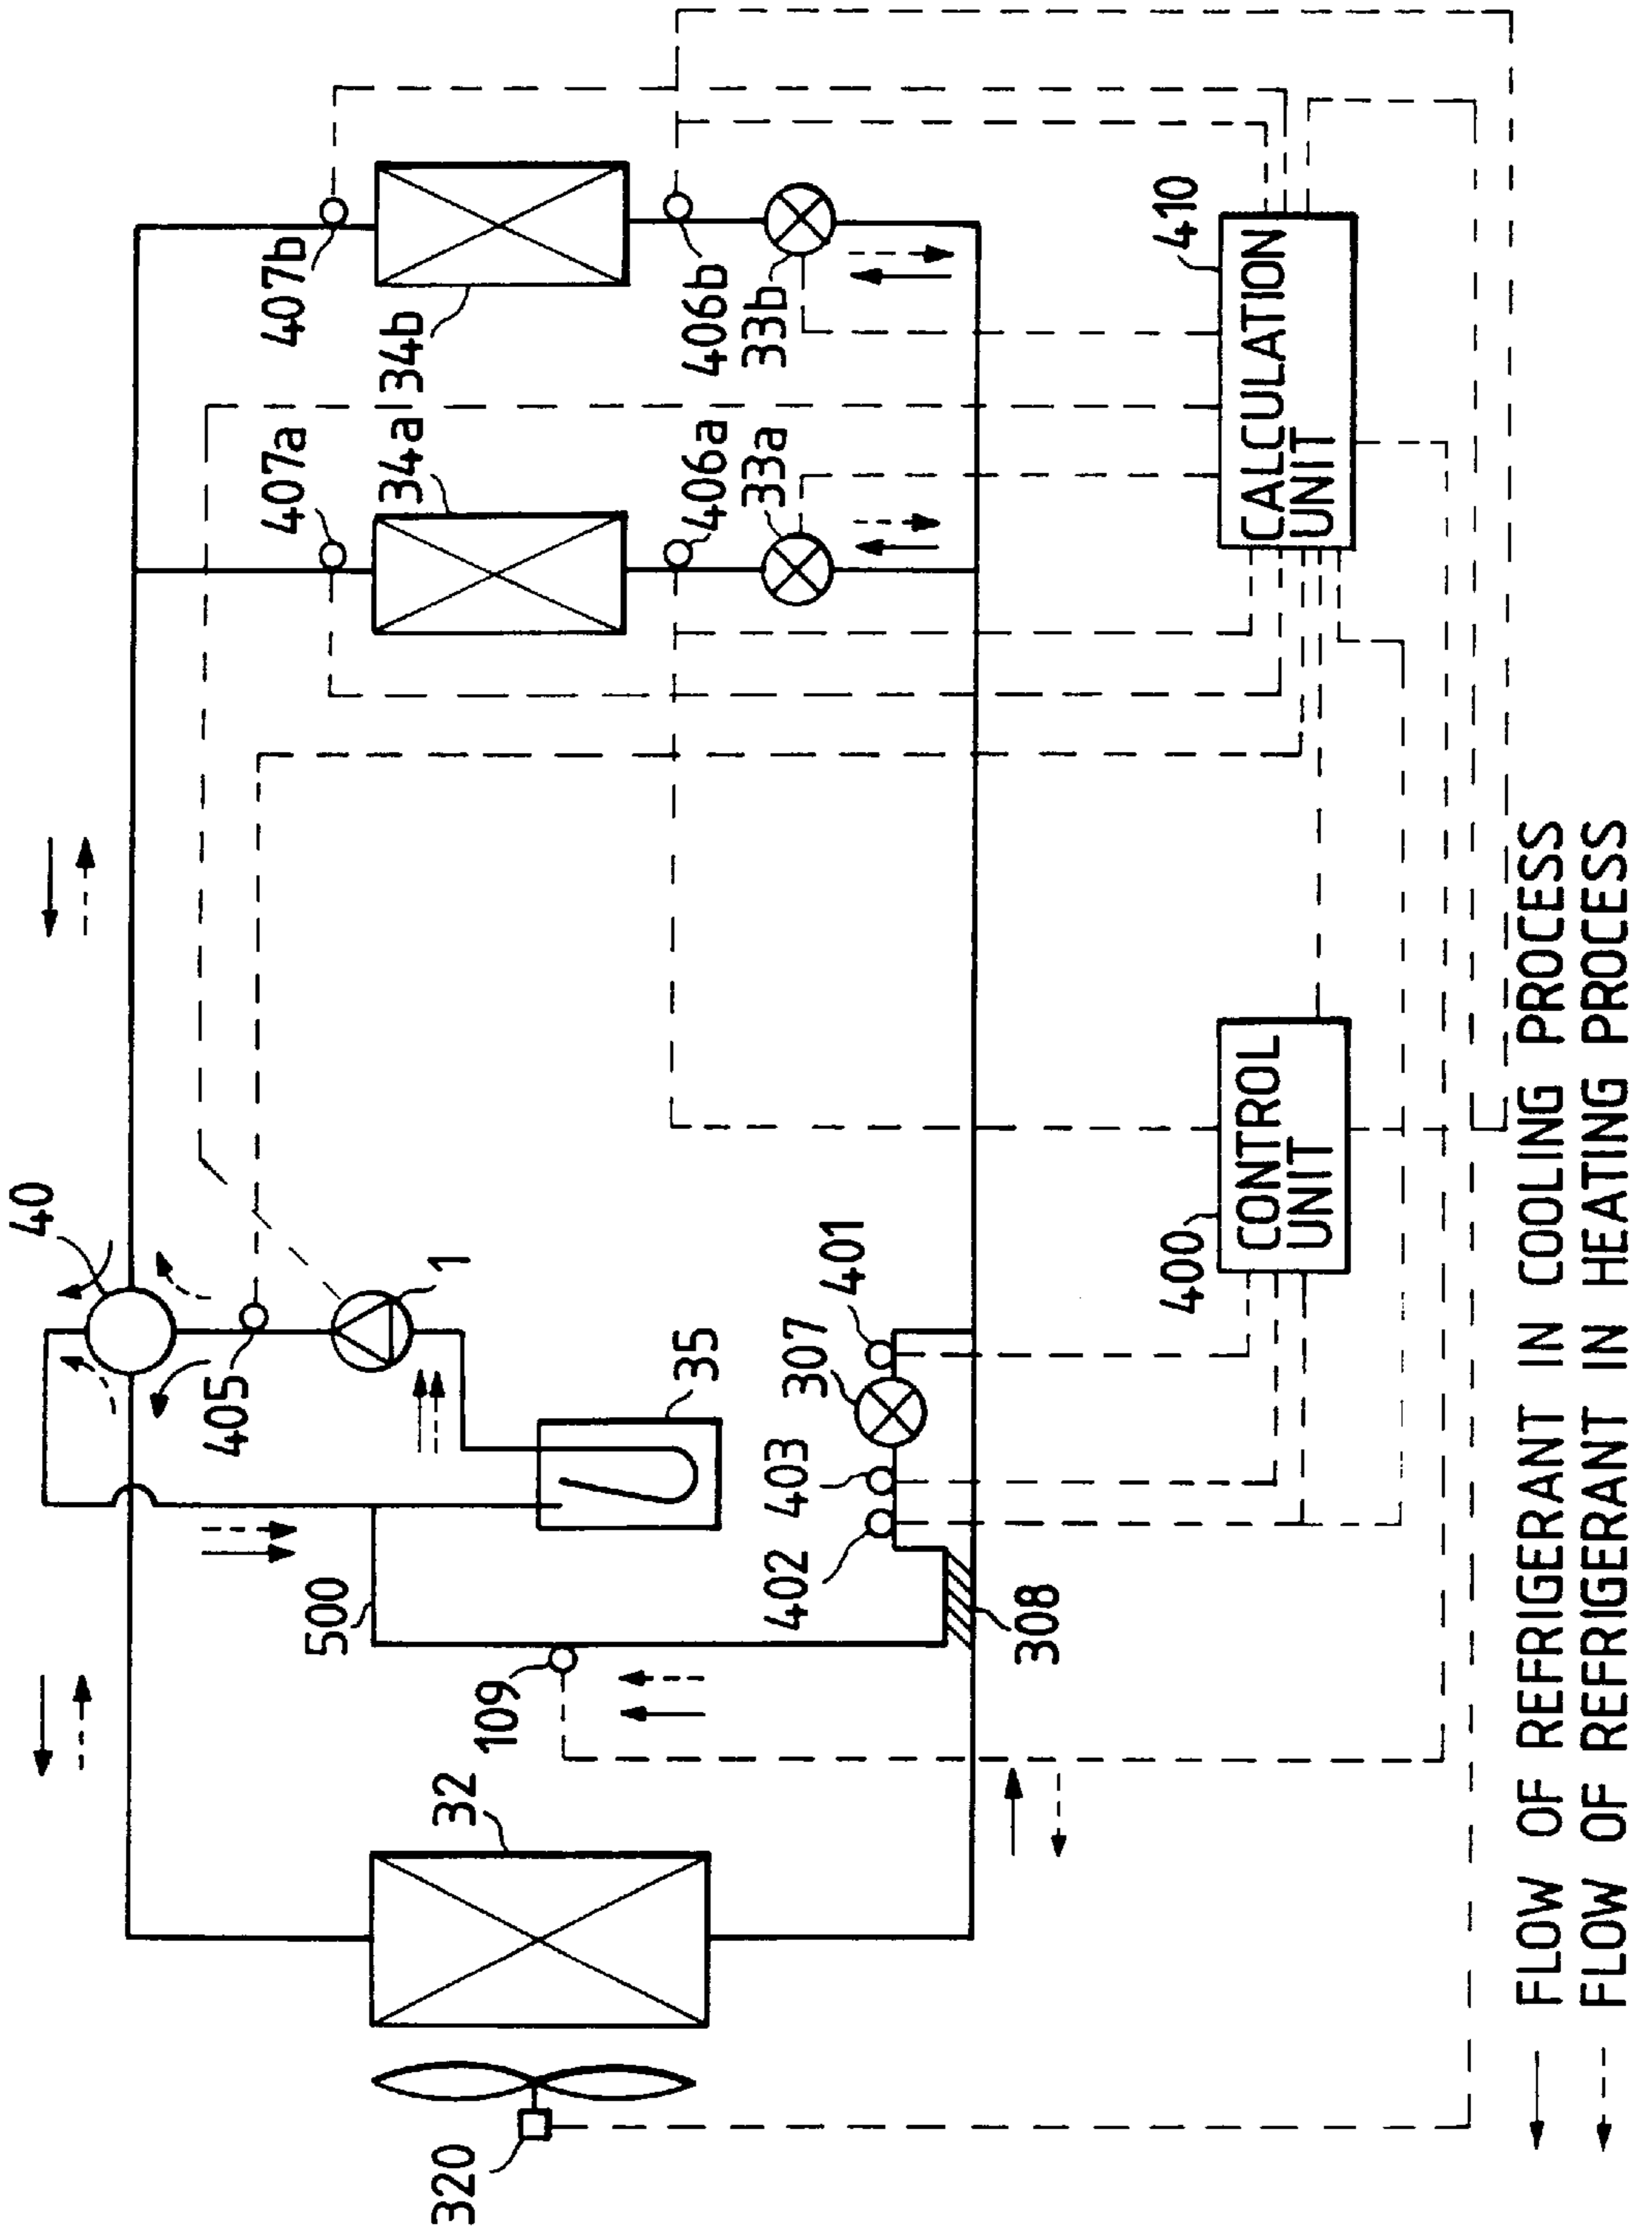 40
407b
407a
34b
34a
1
405
406b
406a
33b
33a
35
500
109
32
320
401
307
403
402
308
410
CALCULATION
UNIT
400
CONTROL
UNIT
FLOW OF REFRIGERANT IN COOLING PROCESS
FLOW OF REFRIGERANT IN HEATING PROCESS